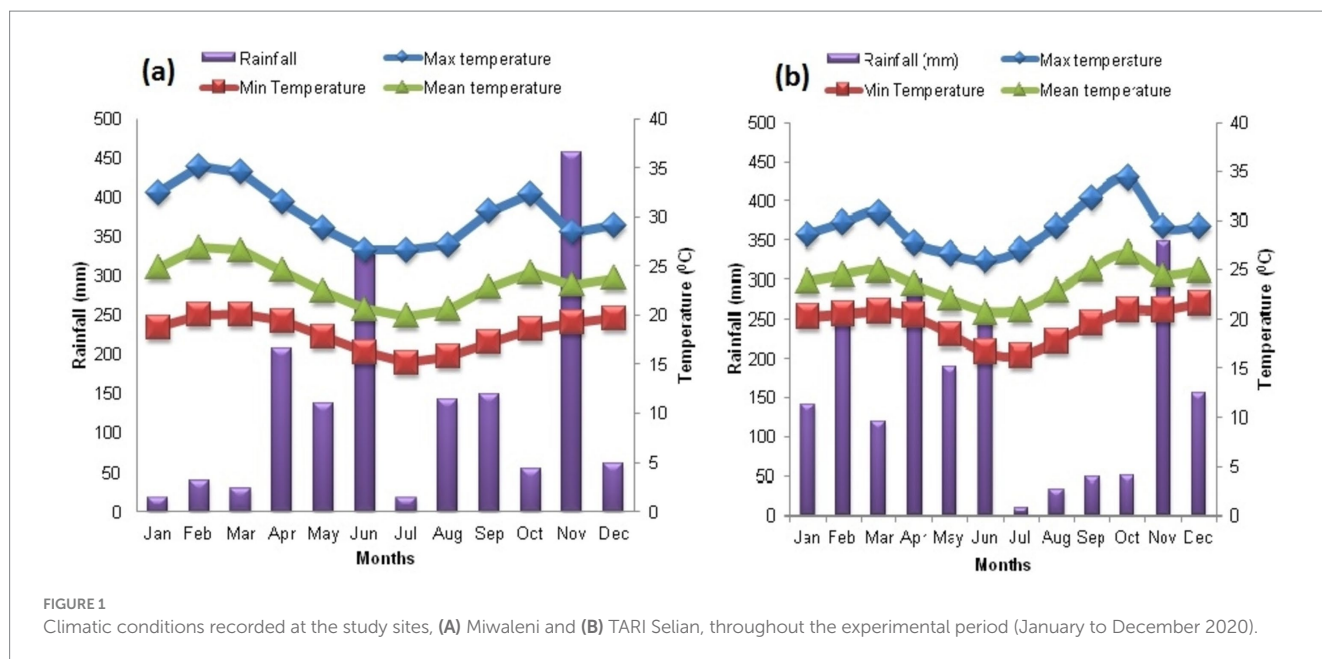 (a)
Rainfall
Max temperature
Min Temperature
Mean temperature
500
450
400
350
300
250
200
150
100
50
0
Rainfall (mm)
40
35
30
25
20
15
10
5
0
Temperature (⁰C)
Jan Feb Mar Apr May Jun Jul Aug Sep Oct Nov Dec
Months
(b)
Rainfall (mm)
Max temperature
Min Temperature
Mean temperature
500
450
400
350
300
250
200
150
100
50
0
Rainfall (mm)
40
35
30
25
20
15
10
5
0
Temperature (⁰C)
Jan Feb Mar Apr May Jun Jul Aug Sep Oct Nov Dec
Months
FIGURE 1
Climatic conditions recorded at the study sites, (A) Miwaleni and (B) TARI Selian, throughout the experimental period (January to December 2020).